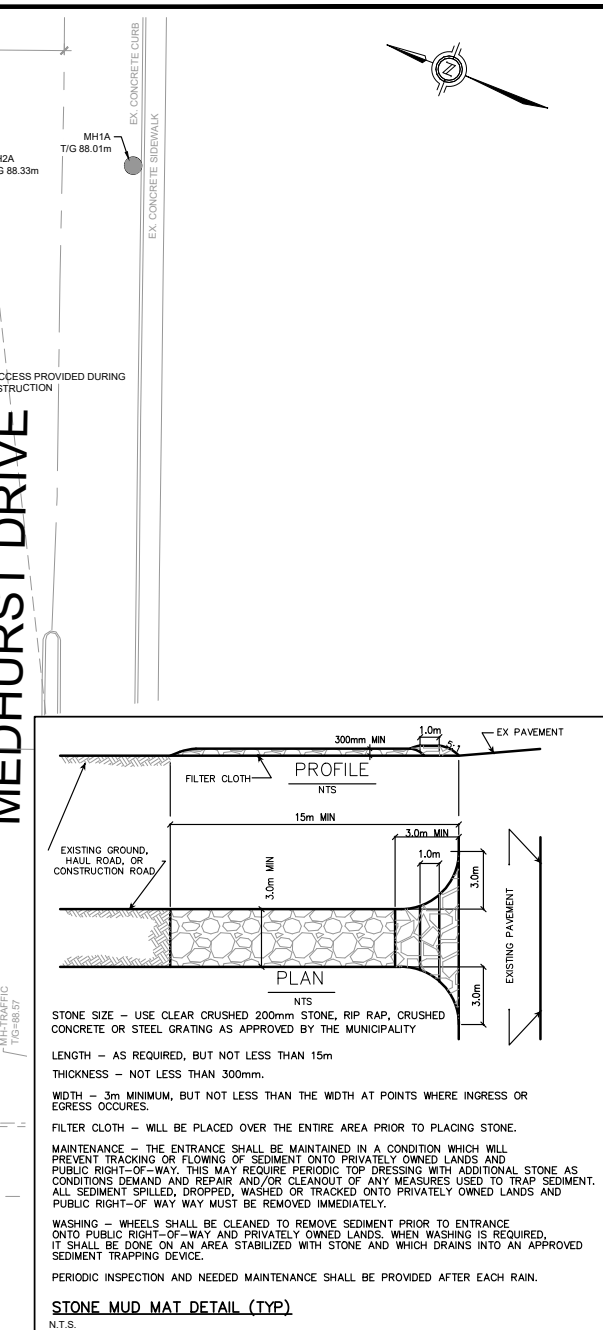 EX. CONCRETE CURB
MH1A
T/G 88.01m
EX. CONCRETE SIDEWALK
H2A
G 88.33m
CCESS PROVIDED DURING
STRUCTION
MEDHURST DRIVE
MH-TRAFFIC
T/G=88.57
1.0m
300mm MIN
5:1
EX PAVEMENT
FILTER CLOTH
PROFILE
NTS
15m MIN
3.0m MIN
EXISTING GROUND,
HAUL ROAD, OR
CONSTRUCTION ROAD
3.0m MIN
1.0m
3.0m
EXISTING PAVEMENT
3.0m
PLAN
NTS
STONE SIZE – USE CLEAR CRUSHED 200mm STONE, RIP RAP, CRUSHED
CONCRETE OR STEEL GRATING AS APPROVED BY THE MUNICIPALITY
LENGTH – AS REQUIRED, BUT NOT LESS THAN 15m
THICKNESS – NOT LESS THAN 300mm.
WIDTH – 3m MINIMUM, BUT NOT LESS THAN THE WIDTH AT POINTS WHERE INGRESS OR
EGRESS OCCURES.
FILTER CLOTH – WILL BE PLACED OVER THE ENTIRE AREA PRIOR TO PLACING STONE.
MAINTENANCE – THE ENTRANCE SHALL BE MAINTAINED IN A CONDITION WHICH WILL
PREVENT TRACKING OR FLOWING OF SEDIMENT ONTO PRIVATELY OWNED LANDS AND
PUBLIC RIGHT–OF–WAY. THIS MAY REQUIRE PERIODIC TOP DRESSING WITH ADDITIONAL STONE AS
CONDITIONS DEMAND AND REPAIR AND/OR CLEANOUT OF ANY MEASURES USED TO TRAP SEDIMENT.
ALL SEDIMENT SPILLED, DROPPED, WASHED OR TRACKED ONTO PRIVATELY OWNED LANDS AND
PUBLIC RIGHT–OF WAY WAY MUST BE REMOVED IMMEDIATELY.
WASHING – WHEELS SHALL BE CLEANED TO REMOVE SEDIMENT PRIOR TO ENTRANCE
ONTO PUBLIC RIGHT–OF–WAY AND PRIVATELY OWNED LANDS. WHEN WASHING IS REQUIRED,
IT SHALL BE DONE ON AN AREA STABILIZED WITH STONE AND WHICH DRAINS INTO AN APPROVED
SEDIMENT TRAPPING DEVICE.
PERIODIC INSPECTION AND NEEDED MAINTENANCE SHALL BE PROVIDED AFTER EACH RAIN.
STONE MUD MAT DETAIL (TYP)
N.T.S.
Z